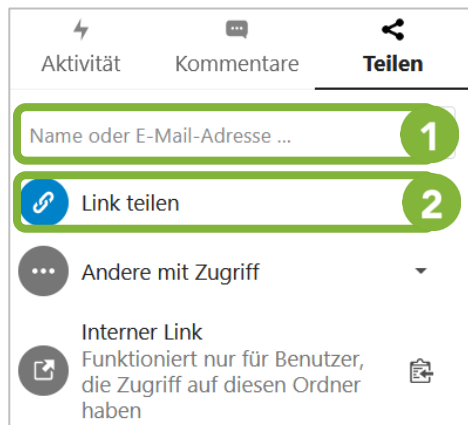 Aktivität Kommentare Teilen
Name oder E-Mail-Adresse ... 1
Link teilen 2
Andere mit Zugriff
Interner Link
Funktioniert nur für Benutzer,
die Zugriff auf diesen Ordner
haben